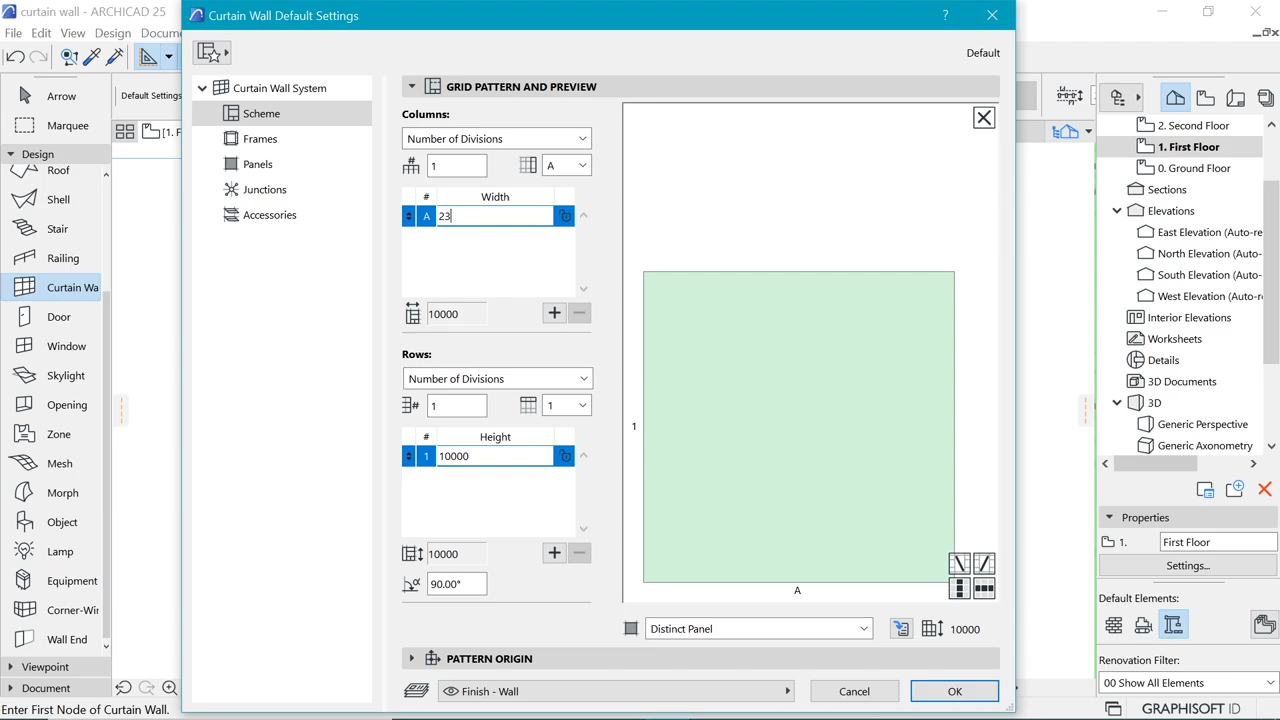 curtain wall - ARCHICAD 25
Curtain Wall Default Settings
?
File Edit View Design Docume
Default
Arrow
Marquee
Design
Roof
Shell
Stair
Railing
Curtain Wa
Door
Window
Skylight
Opening
Zone
Mesh
Morph
Object
Lamp
Equipment
Corner-Wi
Wall End
Viewpoint
Document
Enter First Node of Curtain Wall.
Default Settings
[1. F
Curtain Wall System
Scheme
Frames
Panels
Junctions
Accessories
GRID PATTERN AND PREVIEW
Columns:
Number of Divisions
1
A
# Width
A 23
10000
Rows:
Number of Divisions
1
1
# Height
1 10000
10000
90.00°
1
A
Distinct Panel
10000
PATTERN ORIGIN
Finish - Wall
Cancel
OK
2. Second Floor
1. First Floor
0. Ground Floor
Sections
Elevations
East Elevation (Auto-re
North Elevation (Auto-
South Elevation (Auto-
West Elevation (Auto-r
Interior Elevations
Worksheets
Details
3D Documents
3D
Generic Perspective
Generic Axonometry
Properties
1. First Floor
Settings...
Default Elements:
Renovation Filter:
00 Show All Elements
GRAPHISOFT ID